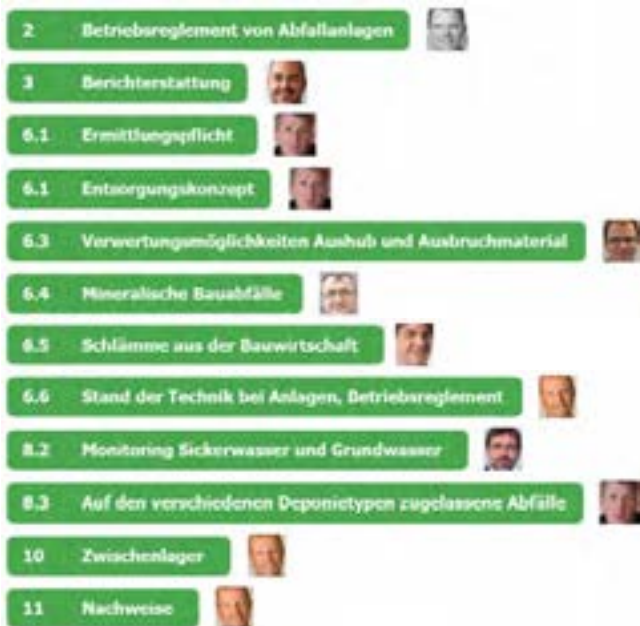 2 Betriebsreglement von Abfallanlagen
3 Berichterstattung
6.1 Ermittlungspflicht
6.1 Entsorgungskonzept
6.3 Verwertungsmöglichkeiten Aushub und Ausbruchmaterial
6.4 Mineralische Bauabfälle
6.5 Schlämme aus der Bauwirtschaft
6.6 Stand der Technik bei Anlagen, Betriebsreglement
8.2 Monitoring Sickerwasser und Grundwasser
8.3 Auf den verschiedenen Deponietypen zugelassene Abfälle
10 Zwischenlager
11 Nachweise